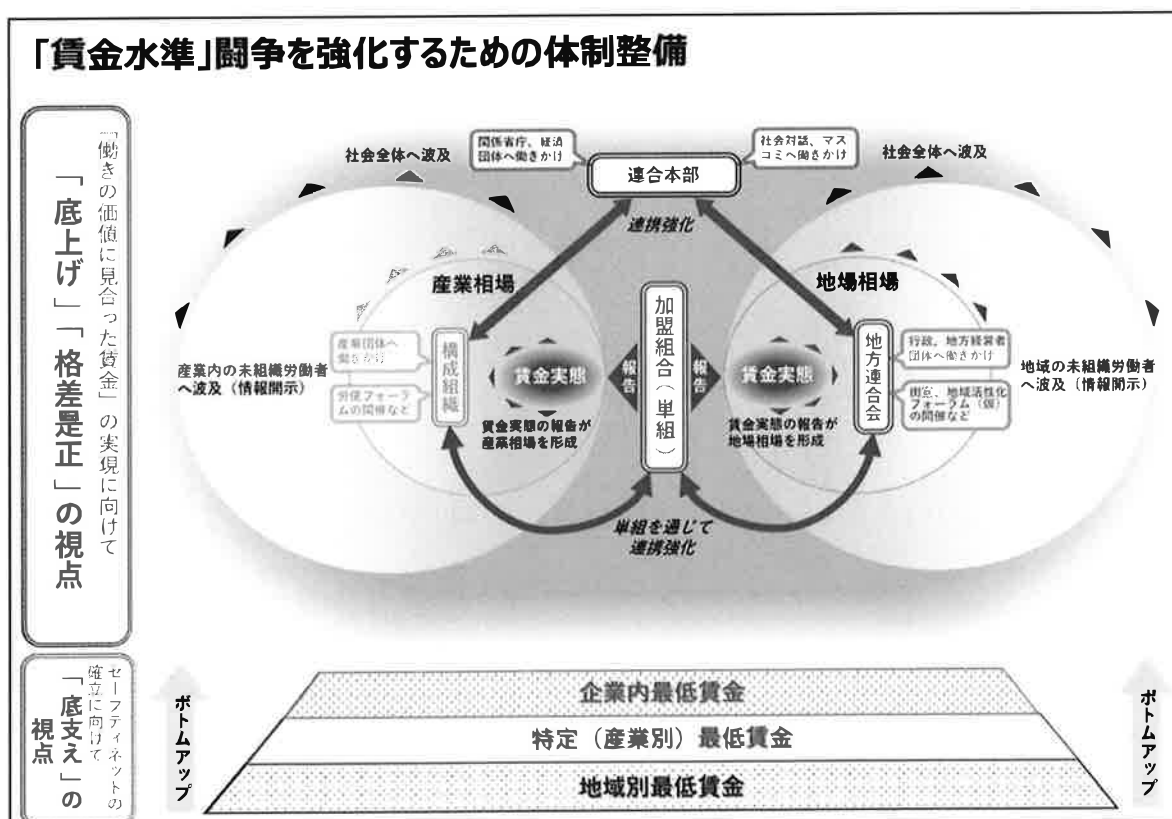 「賃金水準」闘争を強化するための体制整備
「働きの価値に見合った賃金」の実現に向けて
「底上げ」「格差是正」の視点
セーフティネットの
確立に向けて
「底支え」の
視点
関係省庁、経済
団体へ働きかけ
社会対話、マス
コミへ働きかけ
連合本部
社会全体へ波及
社会全体へ波及
連携強化
産業相場
地場相場
加盟組合(単組)
構成組織
地方連合会
産業団体へ
働きかけ
労使フォーラ
ムの開催など
行政、地方経営者
団体へ働きかけ
街宣、地域活性化
フォーラム(仮)
の開催など
産業内の未組織労働者
へ波及(情報開示)
地域の未組織労働者
へ波及(情報開示)
賃金実態
報告
報告
賃金実態
賃金実態の報告が
産業相場を形成
賃金実態の報告が
地場相場を形成
単組を通じて
連携強化
ボトムアップ
企業内最低賃金
特定(産業別)最低賃金
地域別最低賃金
ボトムアップ